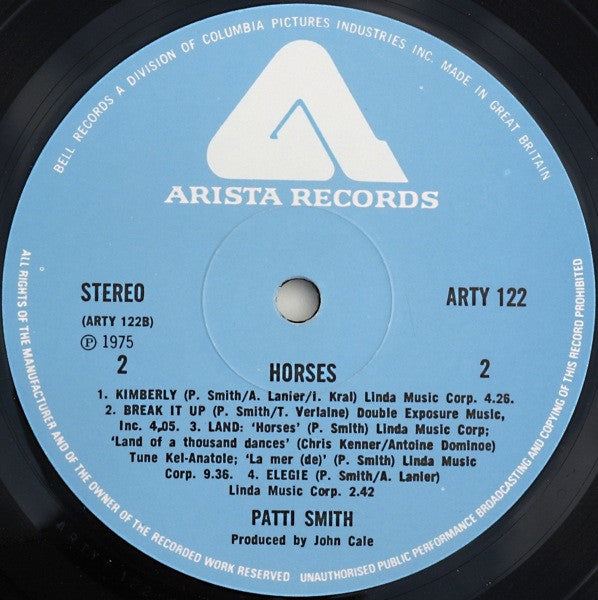 BELL RECORDS A DIVISION OF COLUMBIA PICTURES INDUSTRIES INC. MADE IN GREAT BRITAIN
ARISTA RECORDS
STEREO
ARTY 122
(ARTY 122B)
℗ 1975
2
HORSES
2
1. KIMBERLY (P. Smith/A. Lanier/i. Kral) Linda Music Corp. 4.26.
2. BREAK IT UP (P. Smith/T. Verlaine) Double Exposure Music,
Inc. 4,05. 3. LAND: 'Horses' (P. Smith) Linda Music Corp;
'Land of a thousand dances' (Chris Kenner/Antoine Dominoe)
Tune Kel-Anatole; 'La mer (de)' (P. Smith) Linda Music
Corp. 9.36. 4. ELEGIE (P. Smith/A. Lanier)
Linda Music Corp. 2.42
PATTI SMITH
Produced by John Cale
ALL RIGHTS OF THE MANUFACTURER AND OF THE OWNER OF THE RECORDED WORK RESERVED UNAUTHORISED PUBLIC PERFORMANCE BROADCASTING AND COPYING OF THIS RECORD PROHIBITED